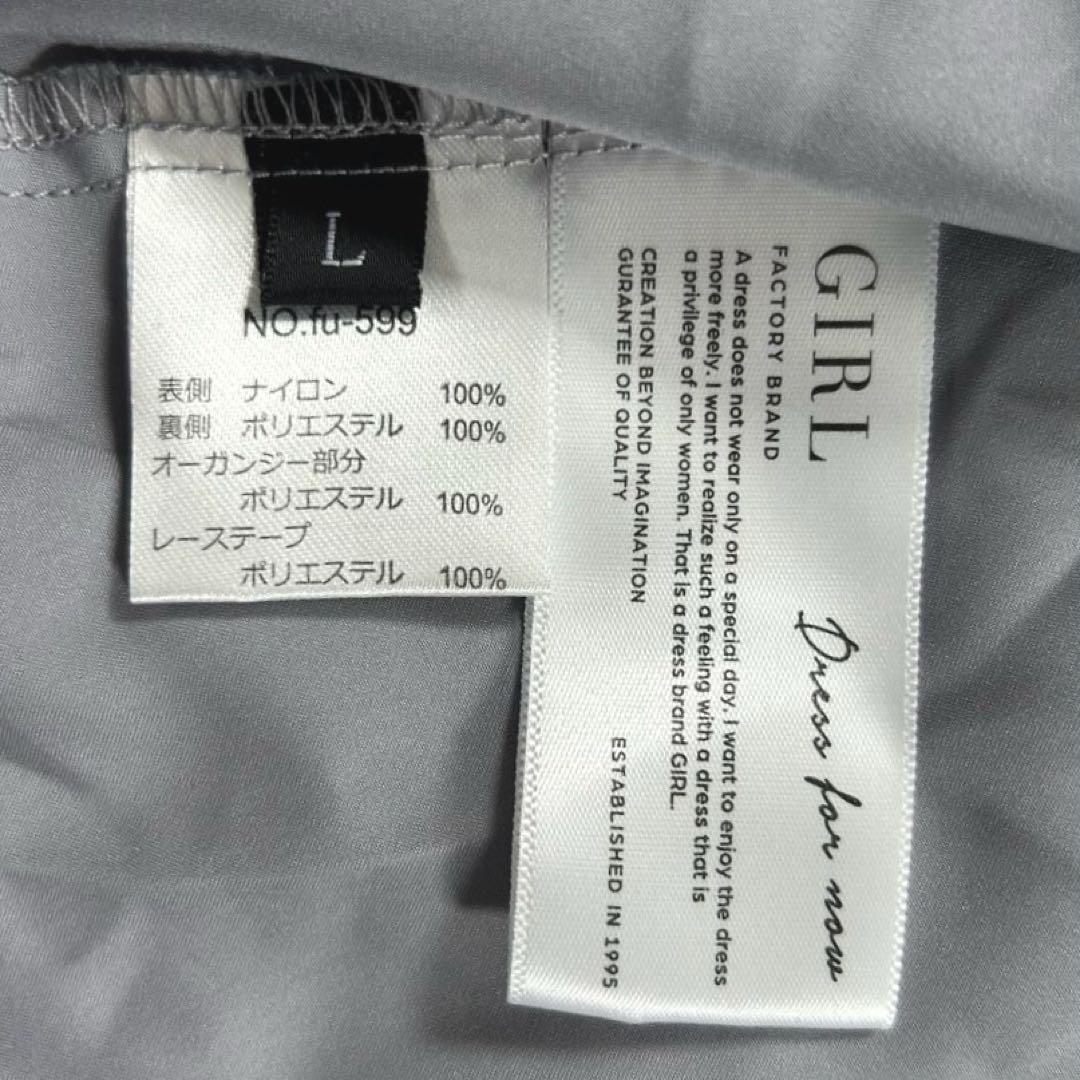 L
NO.fu-599
表側 ナイロン 100%
裏側 ポリエステル 100%
オーガンジー部分
ポリエステル 100%
レーステープ
ポリエステル 100%
GIRL
Dress for now
FACTORY BRAND
A dress does not wear only on a special day. I want to enjoy the dress
more freely. I want to realize such a feeling with a dress that is
a privilege of only women. That is a dress brand GIRL.
CREATION BEYOND IMAGINATION
GURANTEE OF QUALITY
ESTABLISHED IN 1995